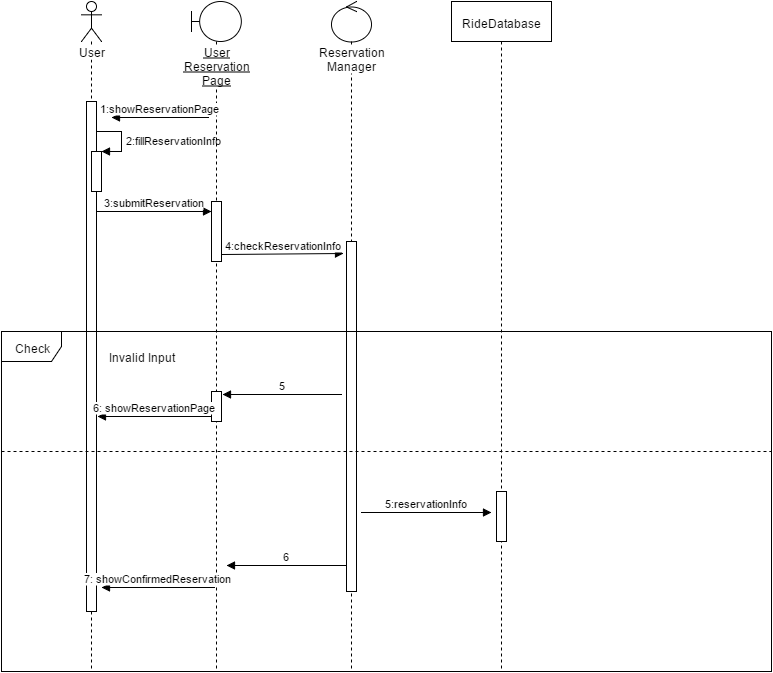 User
User
Reservation
Page
Reservation
Manager
RideDatabase
1:showReservationPage
2:fillReservationInfo
3:submitReservation
4:checkReservationInfo
Check
Invalid Input
5
6: showReservationPage
5:reservationInfo
6
7: showConfirmedReservation